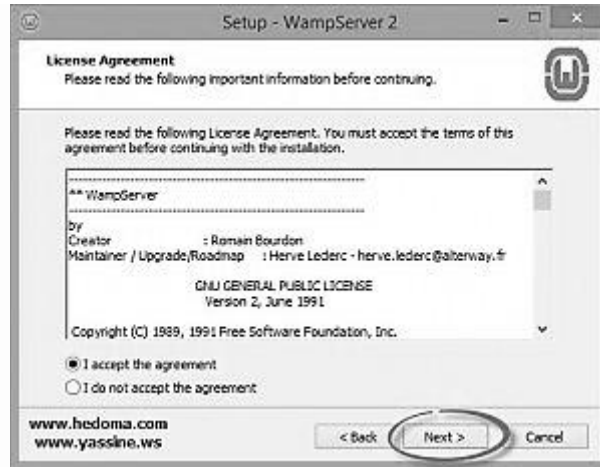 Setup - WampServer 2
License Agreement
Please read the following important information before continuing.
Please read the following License Agreement. You must accept the terms of this
agreement before continuing with the installation.
------------------------------------------------------------
** WampServer
------------------------------------------------------------
by
Creator : Romain Bourdon
Maintainer / Upgrade/Roadmap : Herve Leclerc - herve.leclerc@alterway.fr
GNU GENERAL PUBLIC LICENSE
Version 2, June 1991
Copyright (C) 1989, 1991 Free Software Foundation, Inc.
I accept the agreement
I do not accept the agreement
www.hedoma.com
www.yassine.ws
< Back
Next >
Cancel